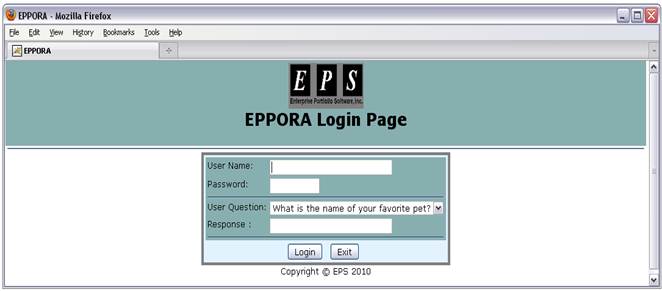 EPPORA - Mozilla Firefox
File Edit View History Bookmarks Tools Help
EPPORA
E P S
Enterprise Portfolio Software, Inc.
EPPORA Login Page
User Name:
Password:
User Question: What is the name of your favorite pet?
Response :
Login Exit
Copyright © EPS 2010